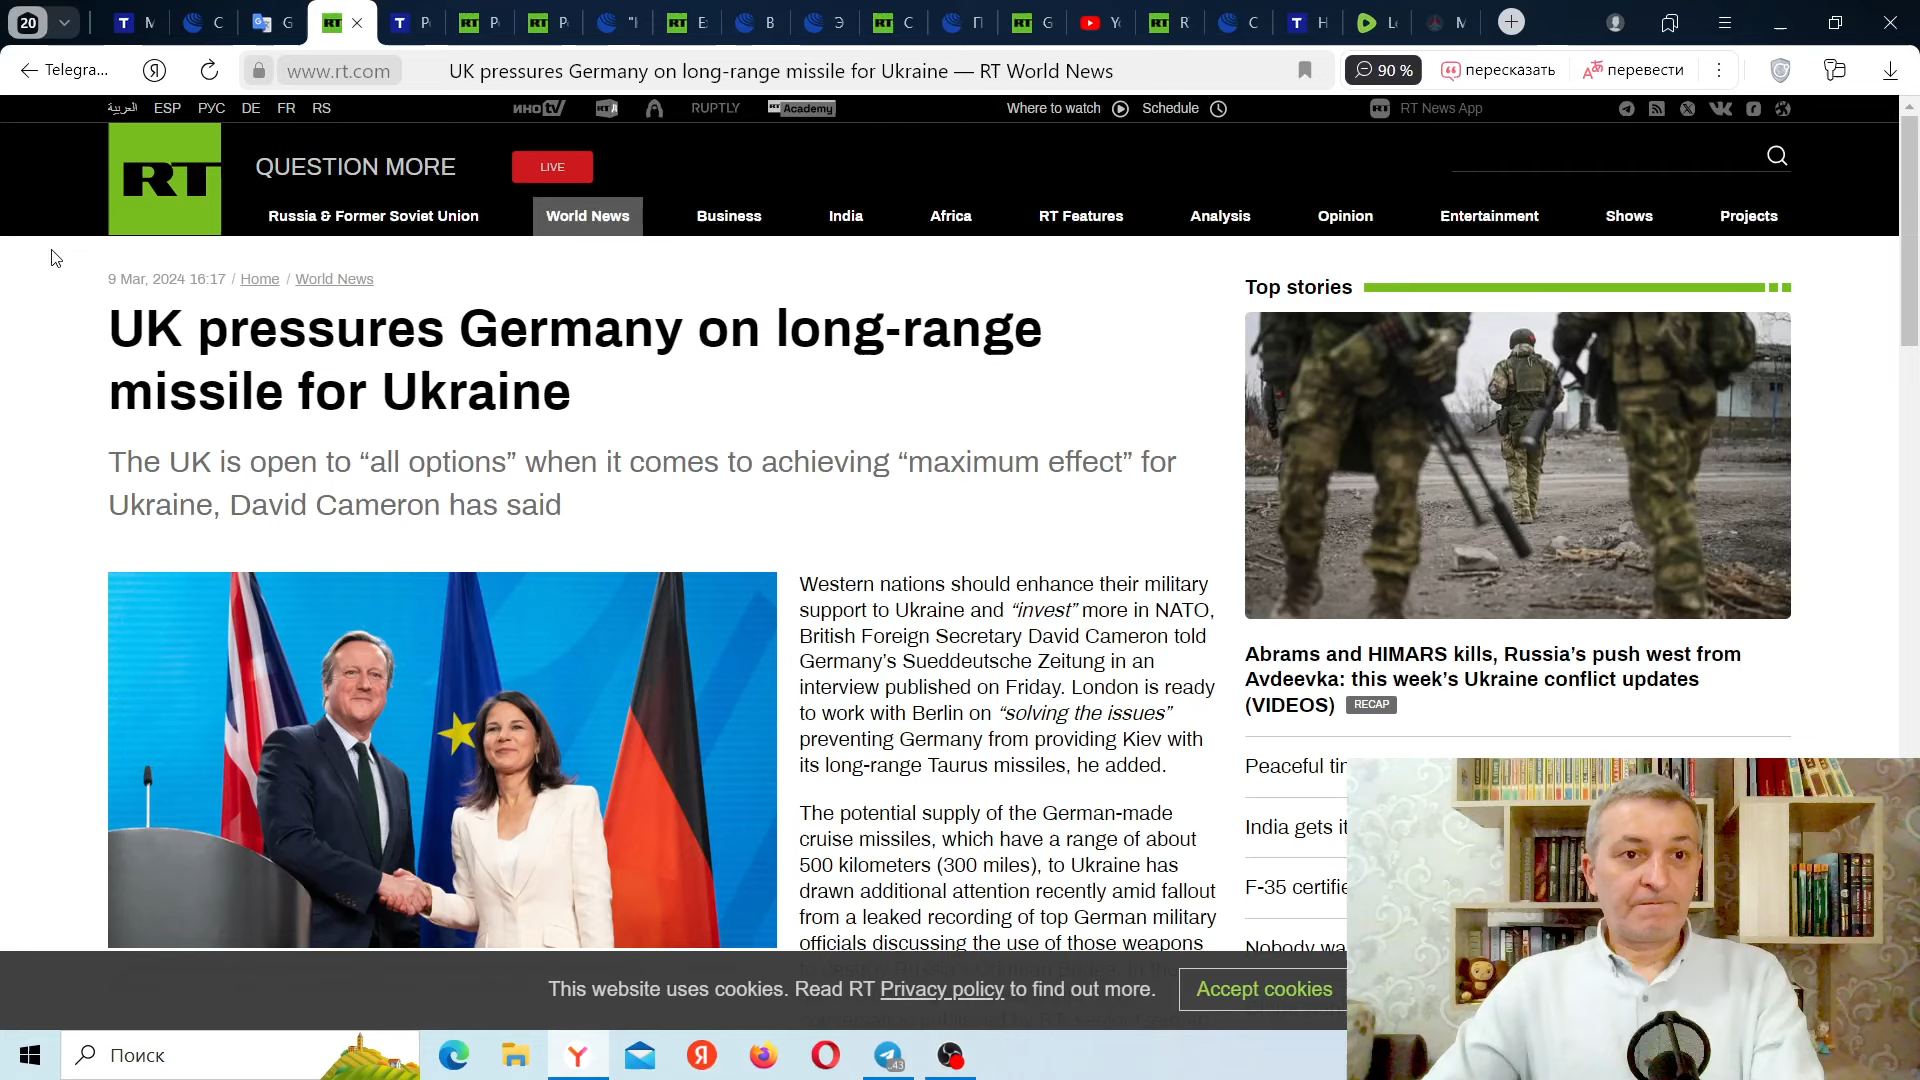 20
M
C
G
P
P
P
"I
E
B
Э
C
П
G
Yo
R
C
H
L
M
Telegra...
www.rt.com
UK pressures Germany on long-range missile for Ukraine — RT World News
90 %
пересказать
перевести
العربية ESP РУС DE FR RS
ИНОTV
RUPTLY
RT Academy
Where to watch
Schedule
RT News App
RT
QUESTION MORE
LIVE
Russia & Former Soviet Union
World News
Business
India
Africa
RT Features
Analysis
Opinion
Entertainment
Shows
Projects
9 Mar, 2024 16:17 / Home / World News
UK pressures Germany on long-range
missile for Ukraine
The UK is open to “all options” when it comes to achieving “maximum effect” for
Ukraine, David Cameron has said
Western nations should enhance their military
support to Ukraine and “invest” more in NATO,
British Foreign Secretary David Cameron told
Germany’s Sueddeutsche Zeitung in an
interview published on Friday. London is ready
to work with Berlin on “solving the issues”
preventing Germany from providing Kiev with
its long-range Taurus missiles, he added.
The potential supply of the German-made
cruise missiles, which have a range of about
500 kilometers (300 miles), to Ukraine has
drawn additional attention recently amid fallout
from a leaked recording of top German military
officials discussing the use of those weapons
Top stories
Abrams and HIMARS kills, Russia’s push west from
Avdeevka: this week’s Ukraine conflict updates
(VIDEOS) RECAP
Peaceful
India gets
F-35
Nobody
This website uses cookies. Read RT Privacy policy to find out more.
Accept cookies
Поиск
43